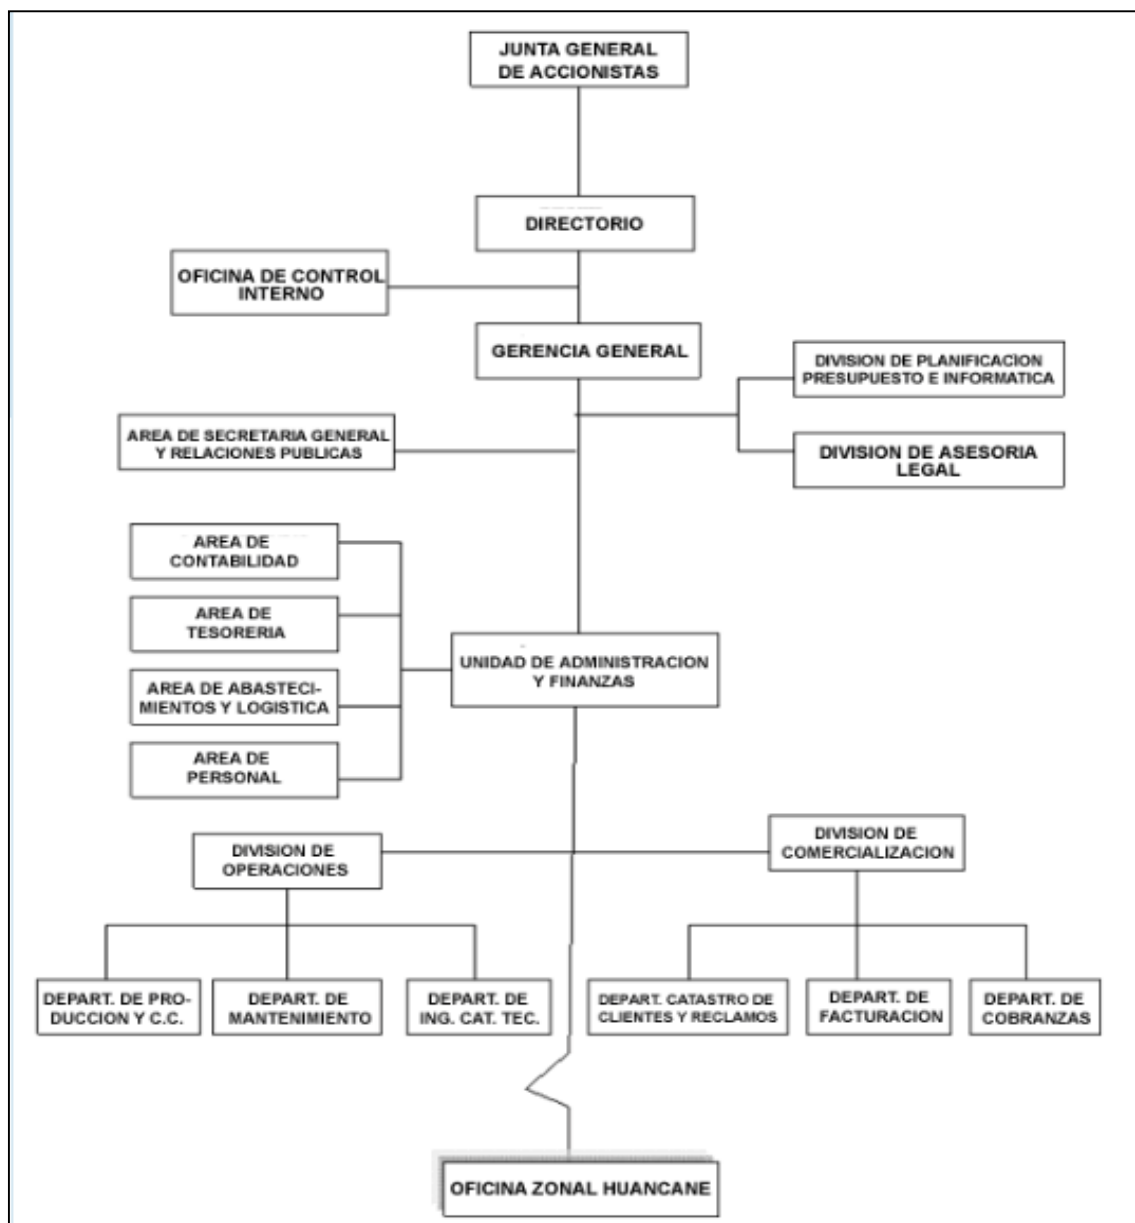 JUNTA GENERAL
DE ACCIONISTAS
DIRECTORIO
OFICINA DE CONTROL
INTERNO
GERENCIA GENERAL
DIVISION DE PLANIFICACION
PRESUPUESTO E INFORMATICA
AREA DE SECRETARIA GENERAL
Y RELACIONES PUBLICAS
DIVISION DE ASESORIA
LEGAL
AREA DE
CONTABILIDAD
AREA DE
TESORERIA
UNIDAD DE ADMINISTRACION
Y FINANZAS
AREA DE ABASTECI-
MIENTOS Y LOGISTICA
AREA DE
PERSONAL
DIVISION DE
OPERACIONES
DIVISION DE
COMERCIALIZACION
DEPART. DE PRO-
DUCCION Y C.C.
DEPART. DE
MANTENIMIENTO
DEPART. DE
ING. CAT. TEC.
DEPART. CATASTRO DE
CLIENTES Y RECLAMOS
DEPART. DE
FACTURACION
DEPART. DE
COBRANZAS
OFICINA ZONAL HUANCANE